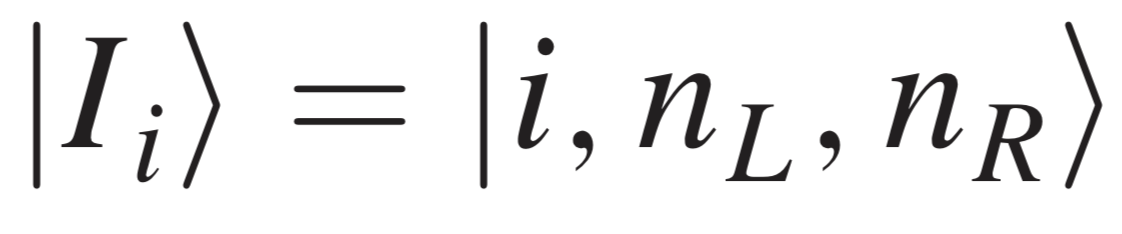 |I_i⟩ = |i, n_L, n_R⟩